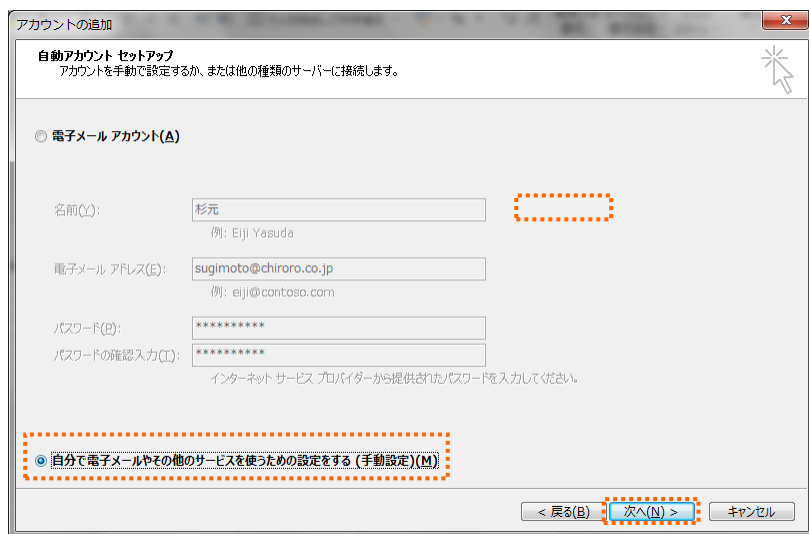 アカウントの追加
自動アカウント セットアップ
アカウントを手動で設定するか、または他の種類のサーバーに接続します。
電子メール アカウント(A)
名前(Y):
杉元
例: Eiji Yasuda
電子メール アドレス(E):
sugimoto@chiroro.co.jp
例: eiji@contoso.com
パスワード(P):
**********
パスワードの確認入力(T):
**********
インターネット サービス プロバイダーから提供されたパスワードを入力してください。
自分で電子メールやその他のサービスを使うための設定をする (手動設定)(M)
< 戻る(B)
次へ(N) >
キャンセル